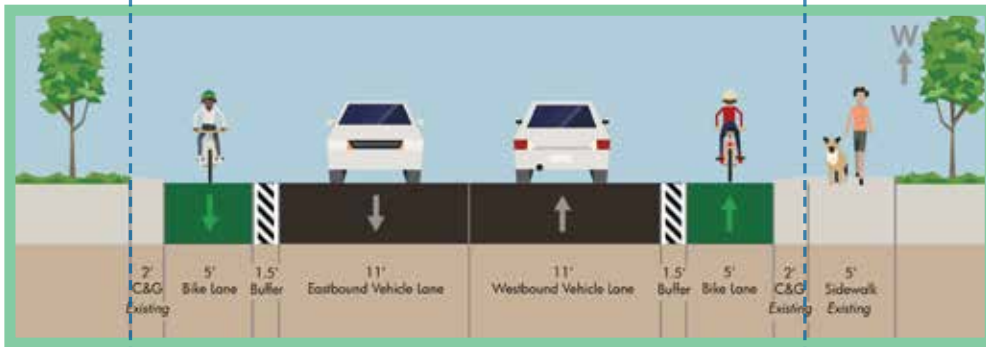 W
2'
C&G
Existing
5'
Bike Lane
1.5'
Buffer
11'
Eastbound Vehicle Lane
11'
Westbound Vehicle Lane
1.5'
Buffer
5'
Bike Lane
2'
C&G
Existing
5'
Sidewalk
Existing